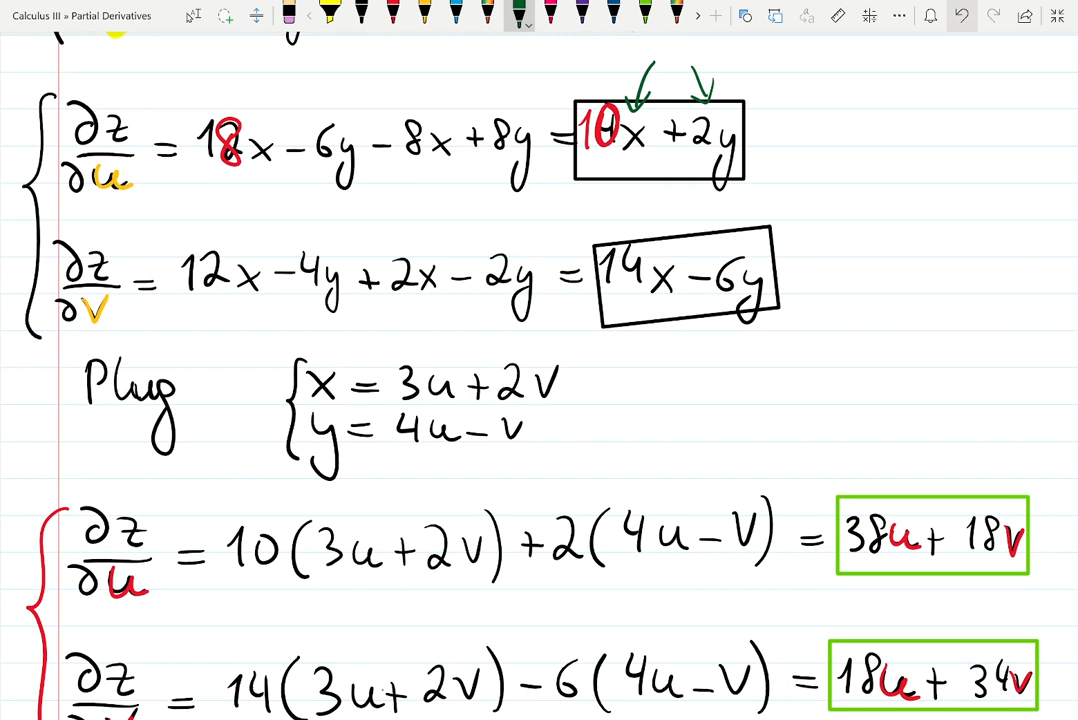 Calculus III » Partial Derivatives
∂z/∂u = 18x - 6y - 8x + 8y = 10x + 2y
∂z/∂v = 12x - 4y + 2x - 2y = 14x - 6y
Plug { x = 3u + 2v
y = 4u - v
∂z/∂u = 10(3u + 2v) + 2(4u - v) = 38u + 18v
∂z/∂v = 14(3u + 2v) - 6(4u - v) = 18u + 34v